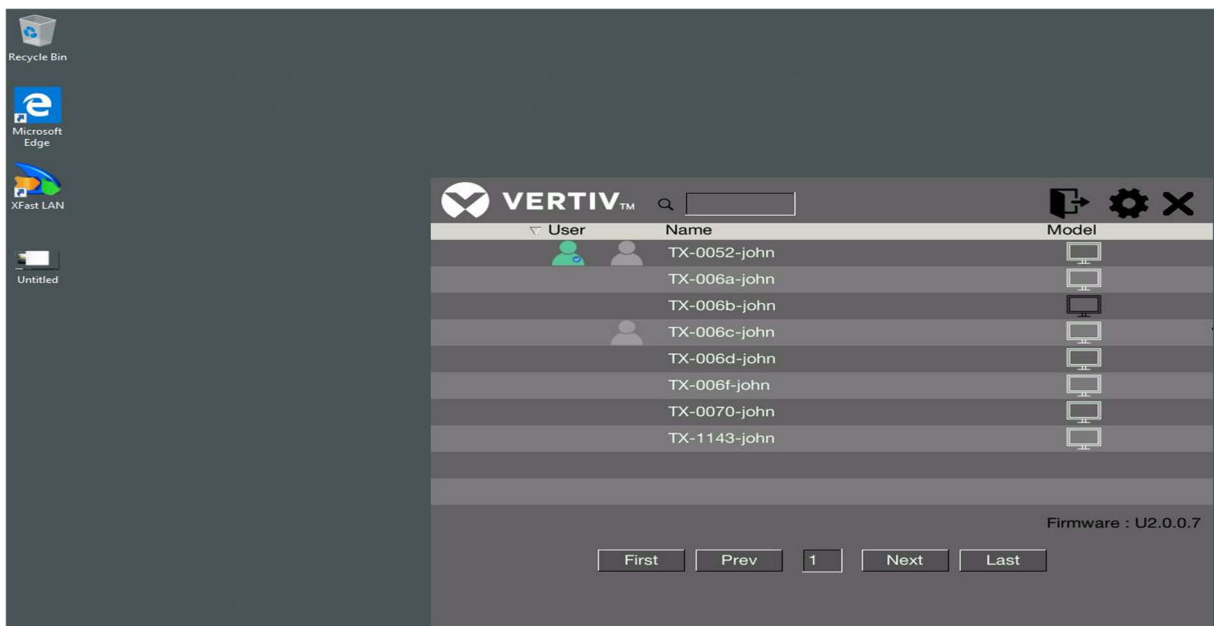 Recycle Bin
Microsoft
Edge
XFast LAN
Untitled
VERTIV™
User Name Model
TX-0052-john
TX-006a-john
TX-006b-john
TX-006c-john
TX-006d-john
TX-006f-john
TX-0070-john
TX-1143-john
Firmware : U2.0.0.7
First Prev 1 Next Last